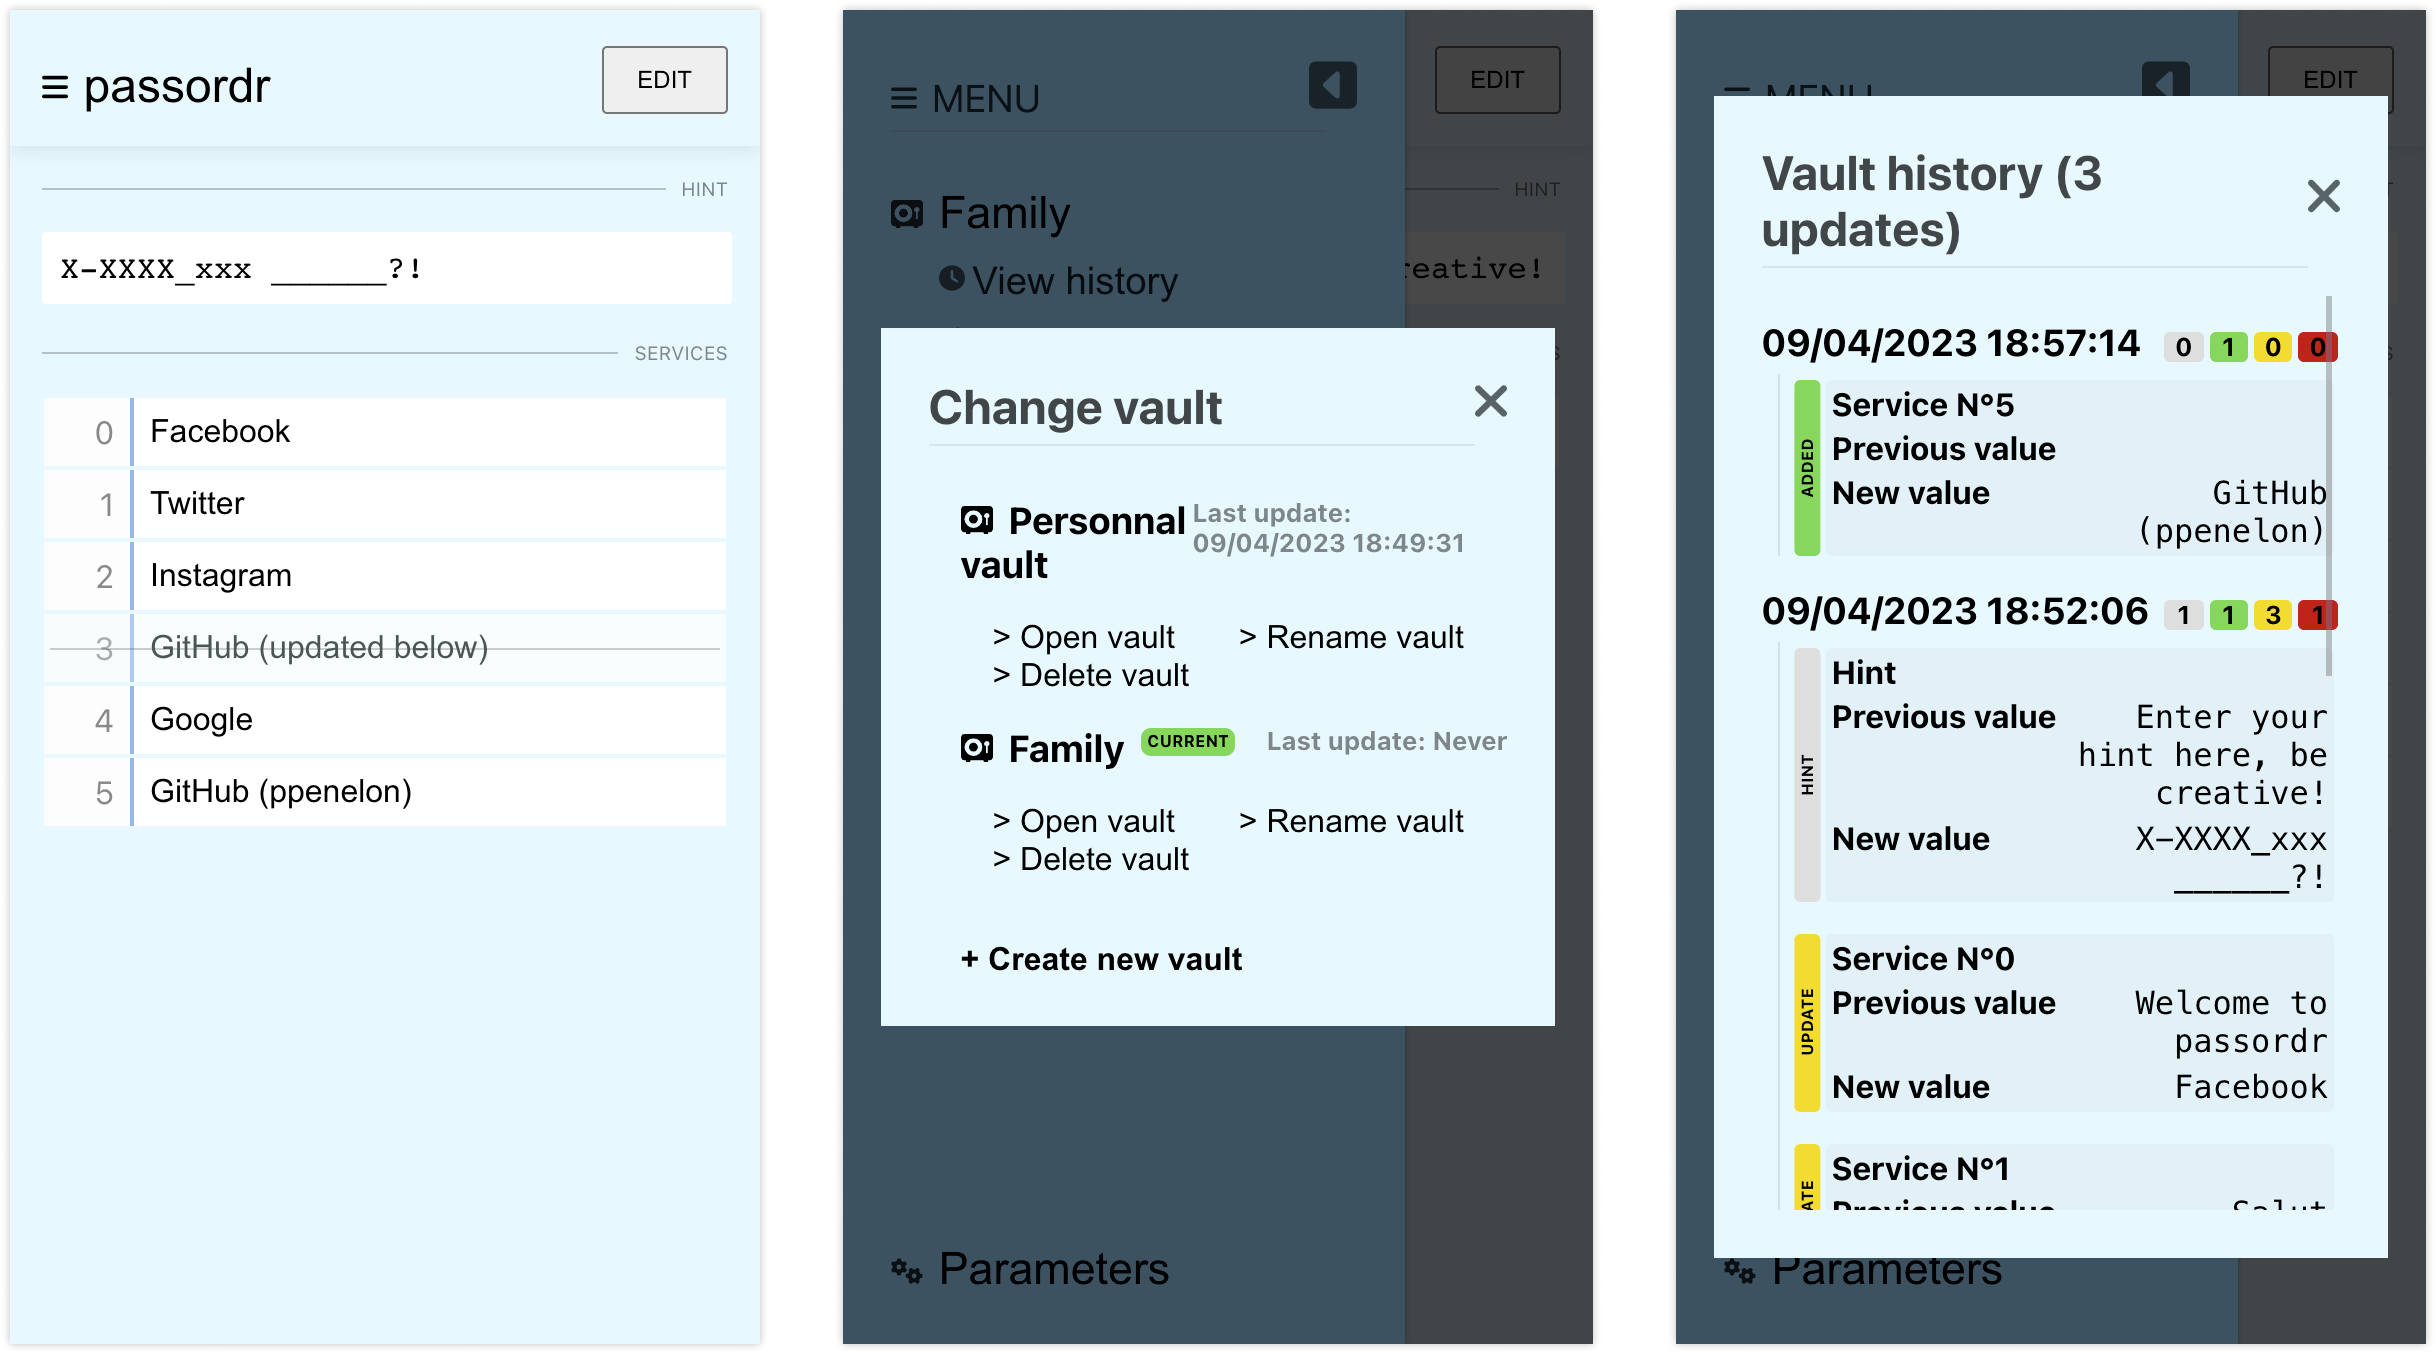 passordr
EDIT
HINT
X-XXXX_xxx ______?!
SERVICES
0 Facebook
1 Twitter
2 Instagram
3 GitHub (updated below)
4 Google
5 GitHub (ppenelon)
MENU
EDIT
Family
HINT
View history
reative!
Change vault
Personnal vault
Last update:
09/04/2023 18:49:31
> Open vault
> Rename vault
> Delete vault
Family
CURRENT
Last update: Never
> Open vault
> Rename vault
> Delete vault
+ Create new vault
Parameters
MENU
EDIT
Vault history (3
updates)
09/04/2023 18:57:14 0 1 0 0
ADDED
Service N°5
Previous value
New value GitHub
(ppenelon)
09/04/2023 18:52:06 1 1 3 1
HINT
Hint
Previous value Enter your
hint here, be
creative!
New value X-XXXX_xxx
______?!
UPDATE
Service N°0
Previous value Welcome to
passordr
New value Facebook
ATE
Service N°1
Previous value Salut
Parameters